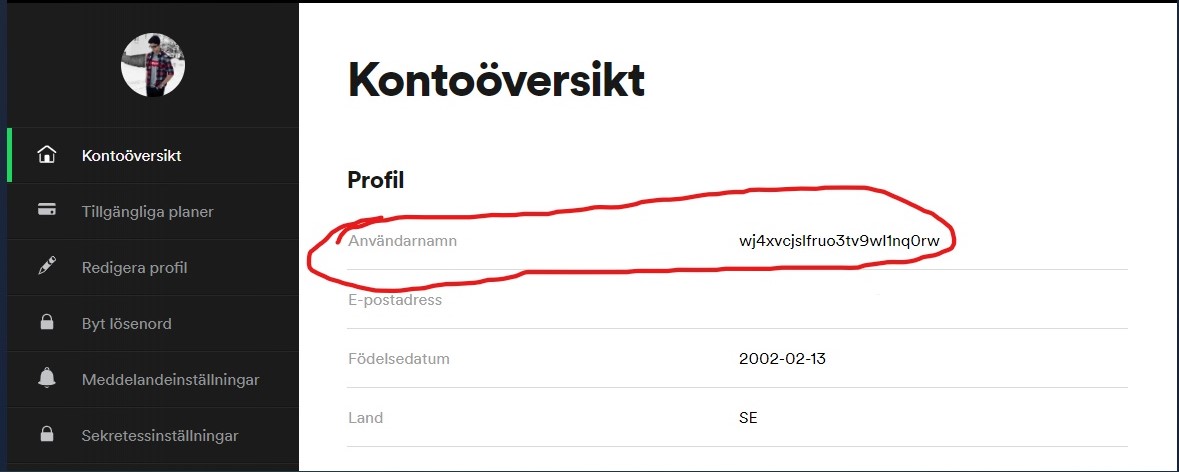 Kontoöversikt
Tillgängliga planer
Redigera profil
Byt lösenord
Meddelandeinställningar
Sekretessinställningar
Kontoöversikt
Profil
Användarnamn wj4xvcjslfruo3tv9wl1nq0rw
E-postadress
Födelsedatum 2002-02-13
Land SE